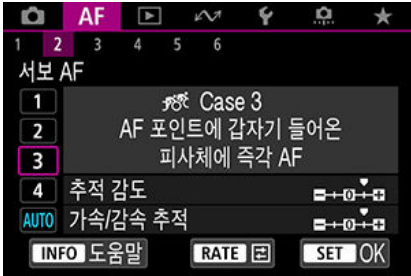 AF
1 2 3 4 5 6
서보 AF
1
2
3
4
AUTO
Case 3
AF 포인트에 갑자기 들어온
피사체에 즉각 AF
추적 감도
가속/감속 추적
INFO 도움말 RATE SET OK